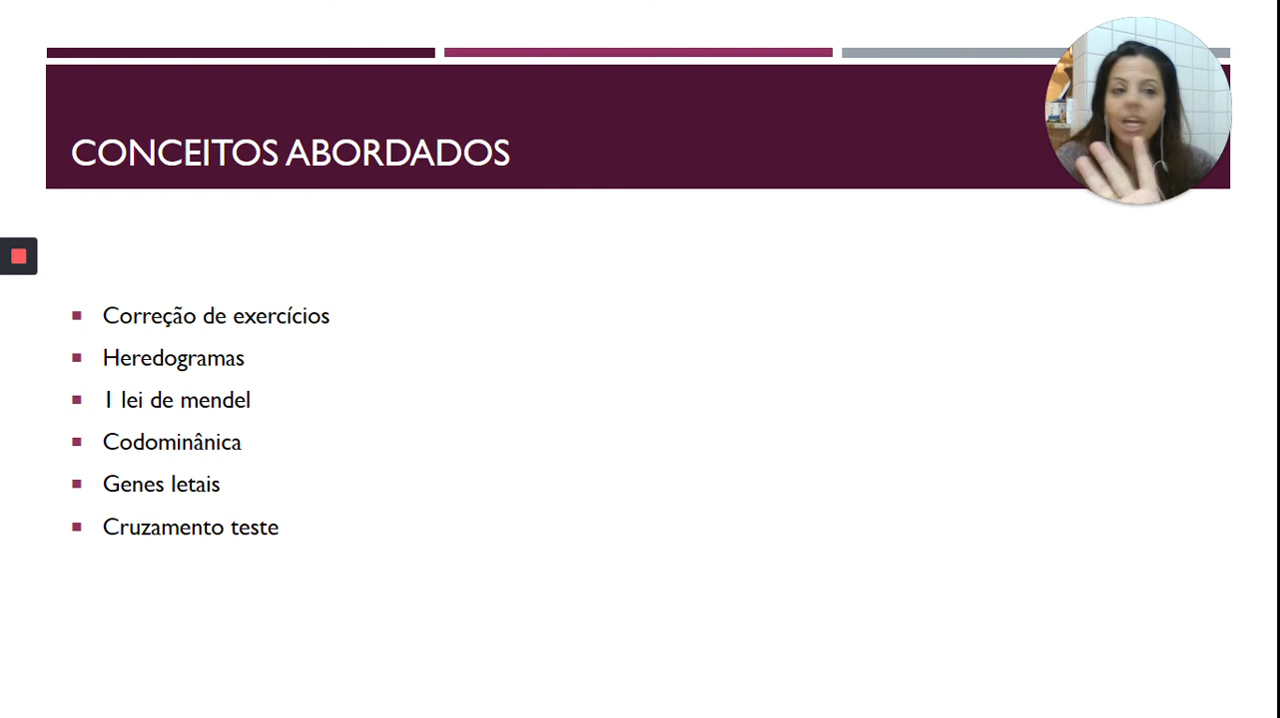 CONCEITOS ABORDADOS
Correção de exercícios
Heredogramas
1 lei de mendel
Codominânica
Genes letais
Cruzamento teste